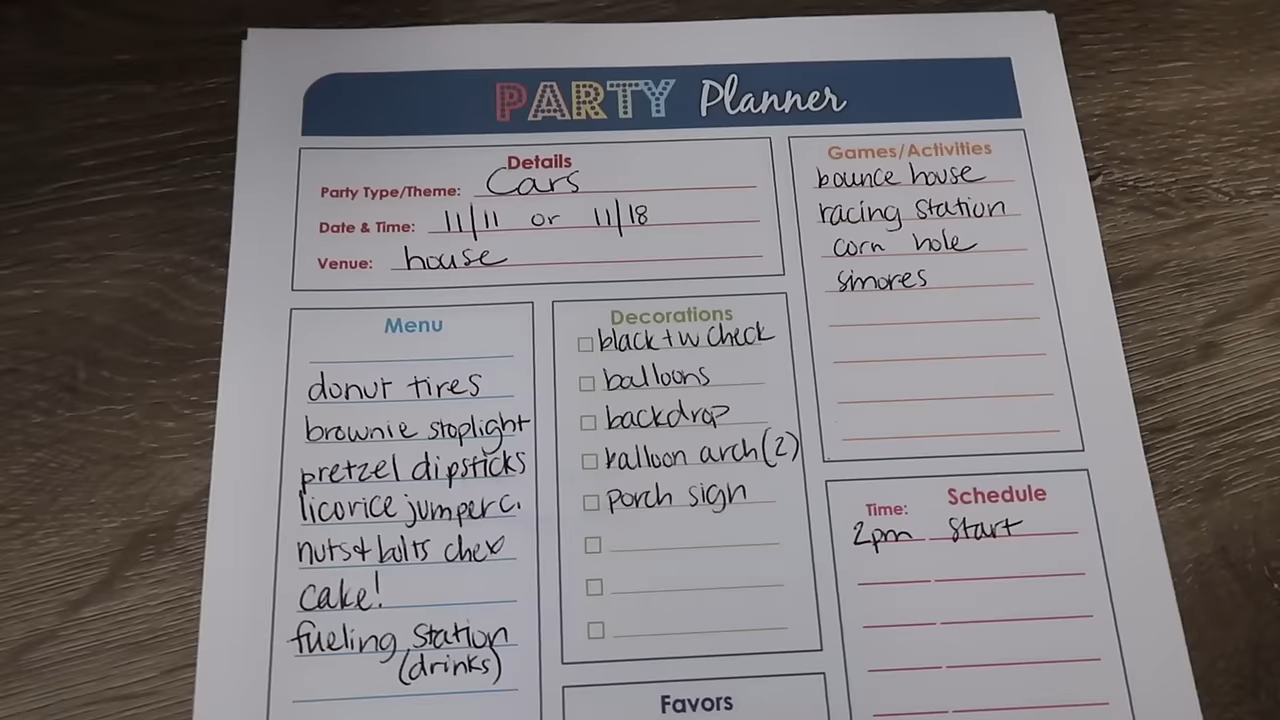 PARTY Planner
Details
Party Type/Theme: Cars
Date & Time: 11/11 or 11/18
Venue: house
Menu
donut tires
brownie stoplight
pretzel dipsticks
licorice jumper c.
nuts + bolts chex
cake!
fueling station
(drinks)
Decorations
black + w check
balloons
backdrop
balloon arch (2)
porch sign
Favors
Games/Activities
bounce house
racing station
corn hole
smores
Time: Schedule
2pm start